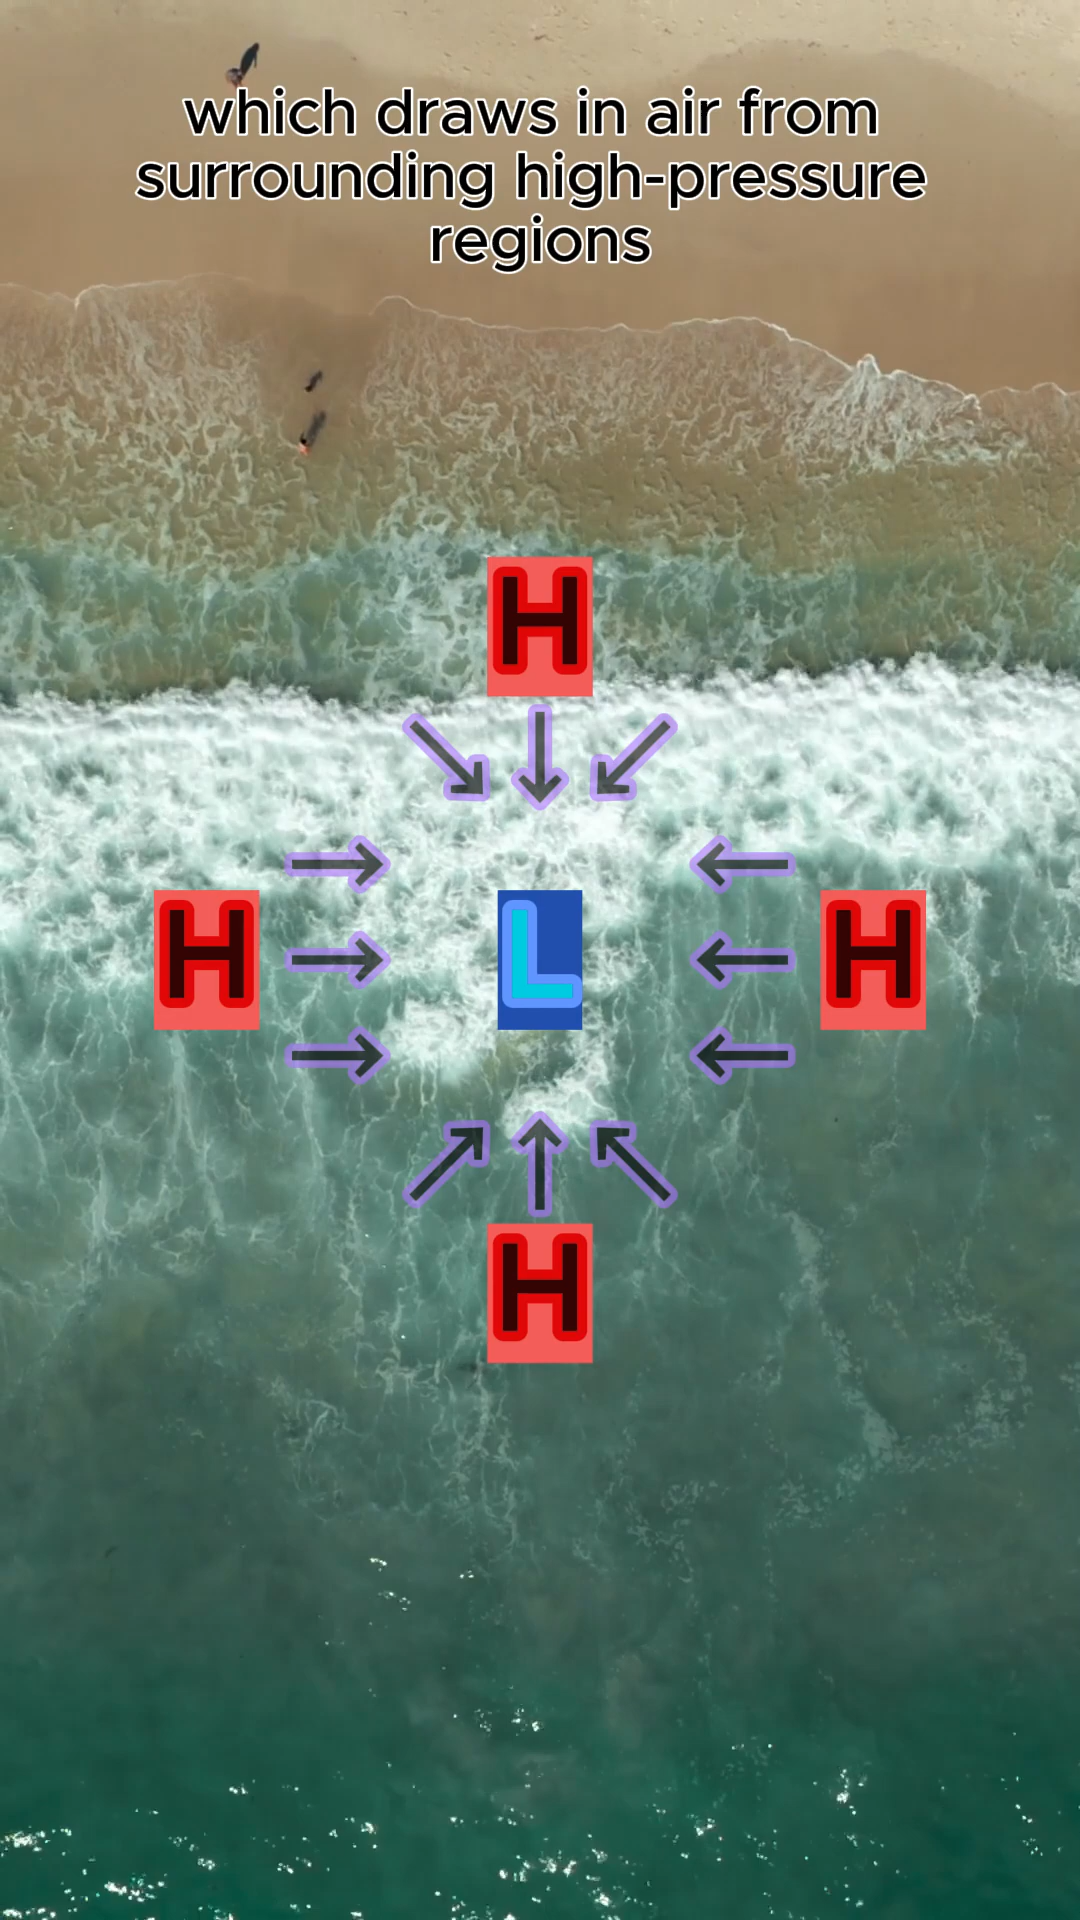 which draws in air from
surrounding high-pressure
regions
H
H L H
H